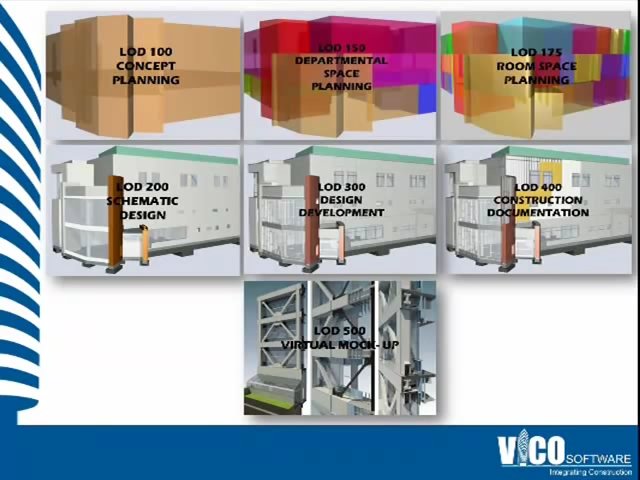 LOD 100
CONCEPT
PLANNING
LOD 150
DEPARTMENTAL
SPACE
PLANNING
LOD 175
ROOM SPACE
PLANNING
LOD 200
SCHEMATIC
DESIGN
LOD 300
DESIGN
DEVELOPMENT
LOD 400
CONSTRUCTION
DOCUMENTATION
LOD 500
VIRTUAL MOCK-UP
VICO SOFTWARE
Integrating Construction